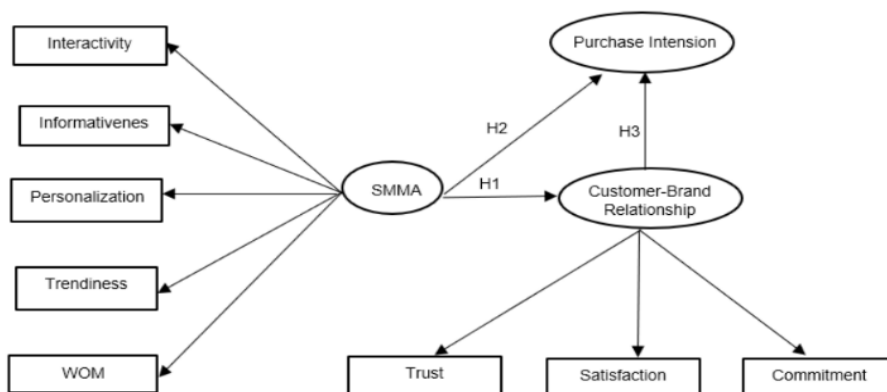 Interactivity
Purchase Intension
Informativenes
H2
H3
Personalization
SMMA
H1
Customer-Brand
Relationship
Trendiness
WOM
Trust
Satisfaction
Commitment